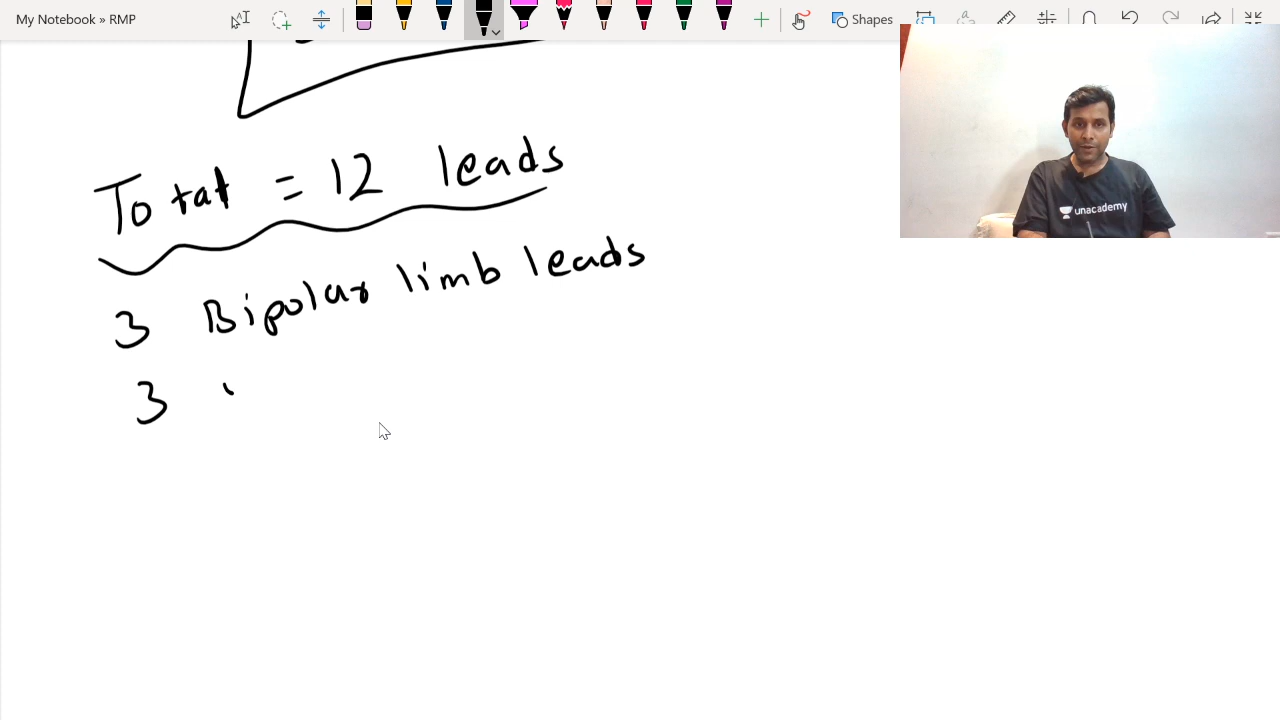 My Notebook » RMP
Shapes
unacademy
Total = 12 leads
3 Bipolar limb leads
3